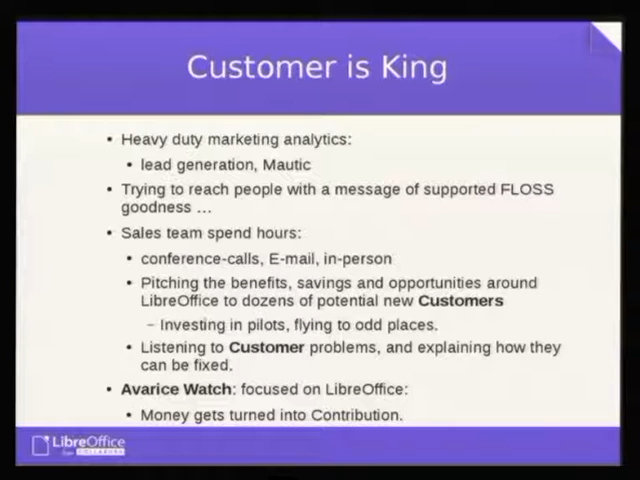 Customer is King
• Heavy duty marketing analytics:
• lead generation, Mautic
• Trying to reach people with a message of supported FLOSS
goodness ...
• Sales team spend hours:
• conference-calls, E-mail, in-person
• Pitching the benefits, savings and opportunities around
LibreOffice to dozens of potential new Customers
– Investing in pilots, flying to odd places.
• Listening to Customer problems, and explaining how they
can be fixed.
• Avarice Watch: focused on LibreOffice:
• Money gets turned into Contribution.
LibreOffice
COLLABORA